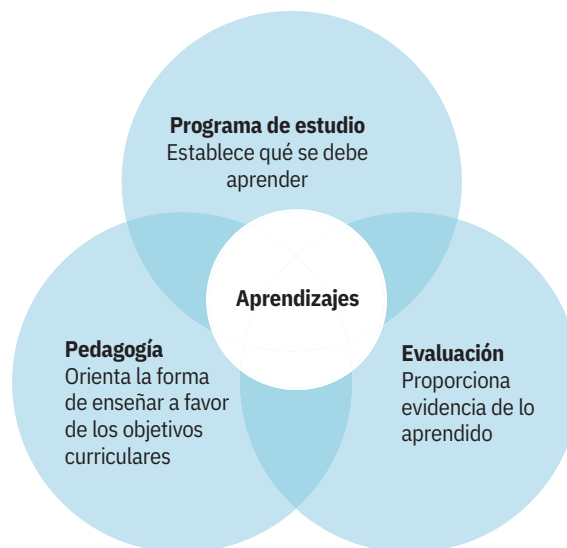 Programa de estudio
Establece qué se debe
aprender
Aprendizajes
Pedagogía
Orienta la forma
de enseñar a favor
de los objetivos
curriculares
Evaluación
Proporciona
evidencia de lo
aprendido